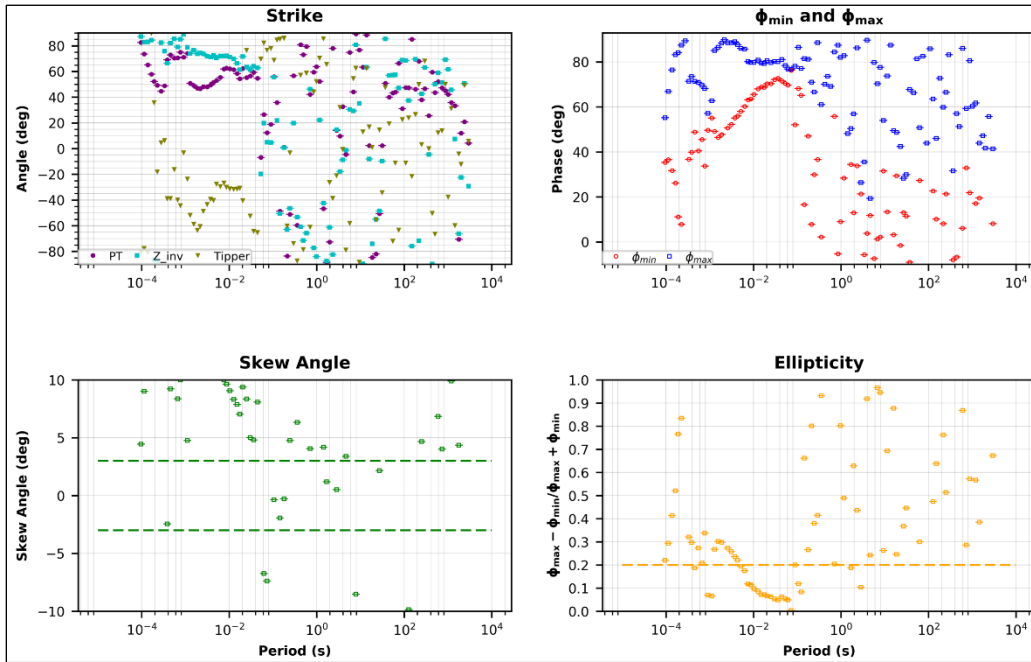 Strike
Angle (deg)
80
60
40
20
0
−20
−40
−60
−80
PT Z_inv Tipper
10⁻⁴ 10⁻² 10⁰ 10² 10⁴
ϕmin and ϕmax
Phase (deg)
80
60
40
20
0
ϕmin ϕmax
10⁻⁴ 10⁻² 10⁰ 10² 10⁴
Skew Angle
Skew Angle (deg)
10
5
0
−5
−10
10⁻⁴ 10⁻² 10⁰ 10² 10⁴
Period (s)
Ellipticity
ϕmax − ϕmin/ϕmax + ϕmin
1.0
0.9
0.8
0.7
0.6
0.5
0.4
0.3
0.2
0.1
0.0
10⁻⁴ 10⁻² 10⁰ 10² 10⁴
Period (s)